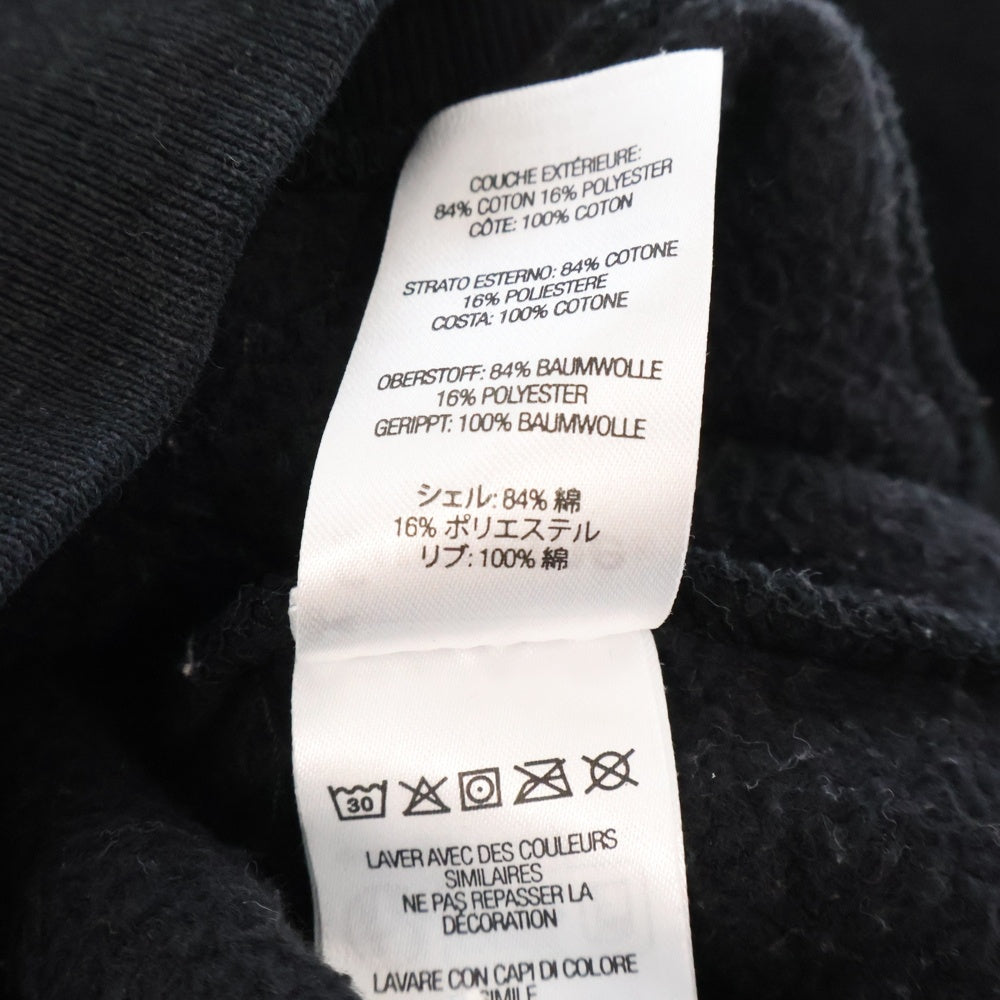 COUCHE EXTÉRIEURE:
84% COTON 16% POLYESTER
CÔTE: 100% COTON
STRATO ESTERNO: 84% COTONE
16% POLIESTERE
COSTA: 100% COTONE
OBERSTOFF: 84% BAUMWOLLE
16% POLYESTER
GERIPPT: 100% BAUMWOLLE
シェル: 84% 綿
16% ポリエステル
リブ: 100% 綿
30
LAVER AVEC DES COULEURS
SIMILAIRES
NE PAS REPASSER LA
DÉCORATION
LAVARE CON CAPI DI COLORE
SIMILE